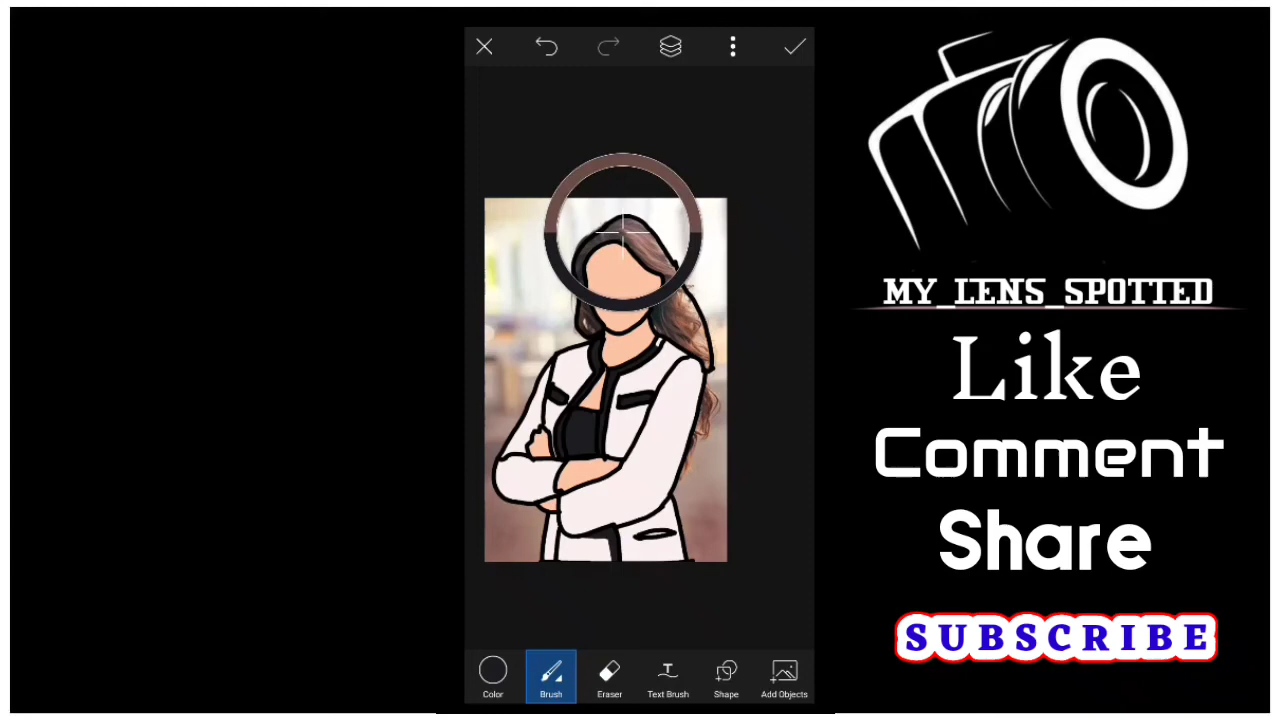 MY_LENS_SPOTTED
Like
Comment
Share
SUBSCRIBE
Color
Brush
Eraser
Text Brush
Shape
Add Objects